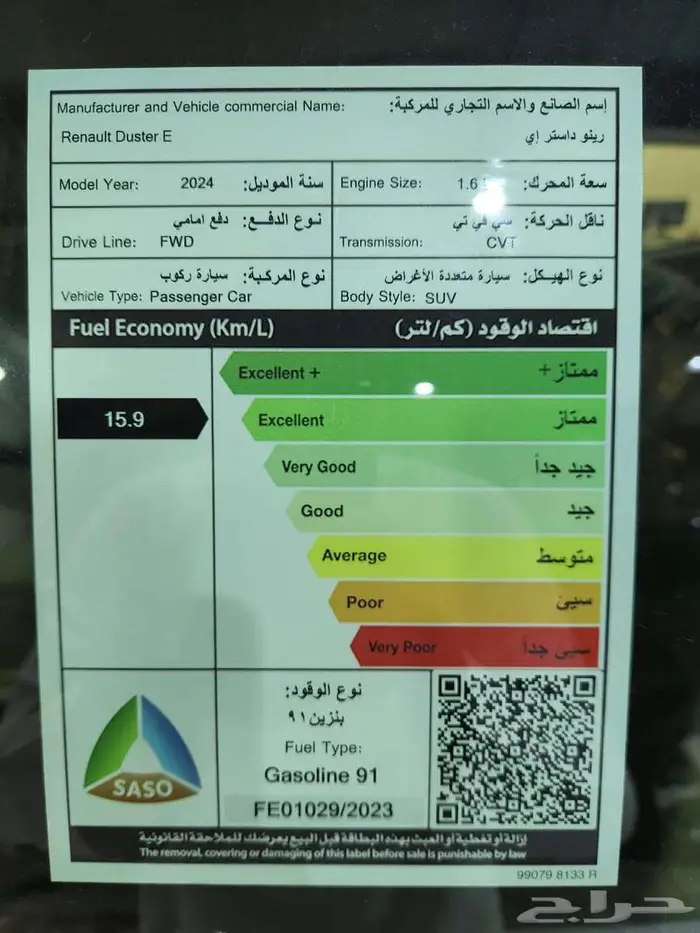 Manufacturer and Vehicle commercial Name: إسم الصانع والاسم التجاري للمركبة:
Renault Duster E رينو داستر إي
Model Year: 2024 سنة الموديل:
Engine Size: 1.6 سعة المحرك:
نوع الدفع: دفع امامي
Drive Line: FWD
ناقل الحركة: سي في تي
Transmission: CVT
نوع المركبة: سيارة ركوب
Vehicle Type: Passenger Car
نوع الهيكل: سيارة متعددة الأغراض
Body Style: SUV
Fuel Economy (Km/L) اقتصاد الوقود (كم/لتر)
Excellent + ممتاز+
15.9
Excellent ممتاز
Very Good جيد جداً
Good جيد
Average متوسط
Poor سيئ
Very Poor سيئ جداً
SASO
نوع الوقود:
بنزين ٩١
Fuel Type:
Gasoline 91
FE01029/2023
إزالة أو تغطية أو العبث بهذه البطاقة قبل البيع يعرضك للملاحقة القانونية
The removal, covering or damaging of this label before sale is punishable by law
99079 8133 R
حراج